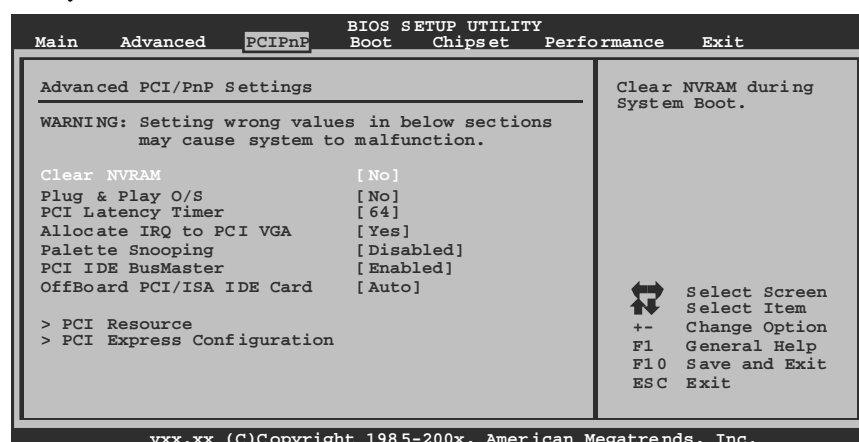 BIOS SETUP UTILITY
Main Advanced PCIPnP Boot Chipset Performance Exit
Advanced PCI/PnP Settings
WARNING: Setting wrong values in below sections
may cause system to malfunction.
Clear NVRAM [No]
Plug & Play O/S [No]
PCI Latency Timer [64]
Allocate IRQ to PCI VGA [Yes]
Palette Snooping [Disabled]
PCI IDE BusMaster [Enabled]
OffBoard PCI/ISA IDE Card [Auto]
> PCI Resource
> PCI Express Configuration
Clear NVRAM during
System Boot.
Select Screen
Select Item
+- Change Option
F1 General Help
F10 Save and Exit
ESC Exit
vxx.xx (C)Copyright 1985-200x, American Megatrends, Inc.